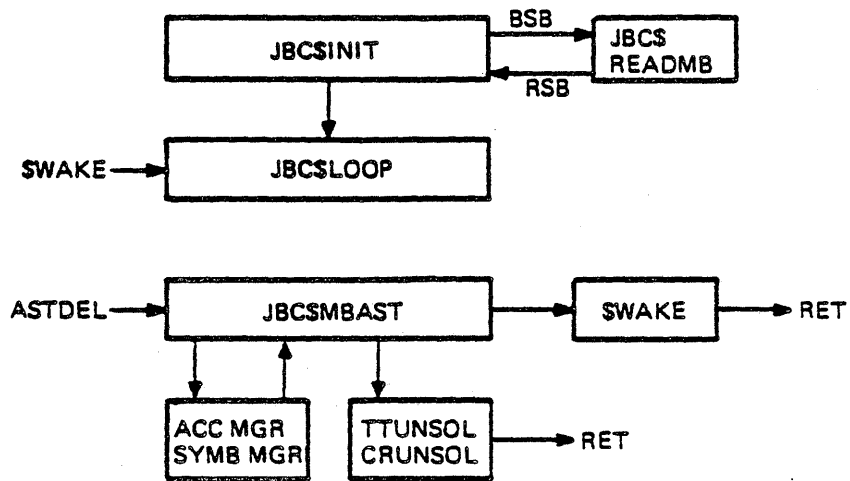 BSB
JBC$INIT
JBC$
READMB
RSB
$WAKE
JBC$LOOP
ASTDEL
JBC$MBAST
$WAKE
RET
ACC MGR
SYMB MGR
TTUNSOL
CRUNSOL
RET